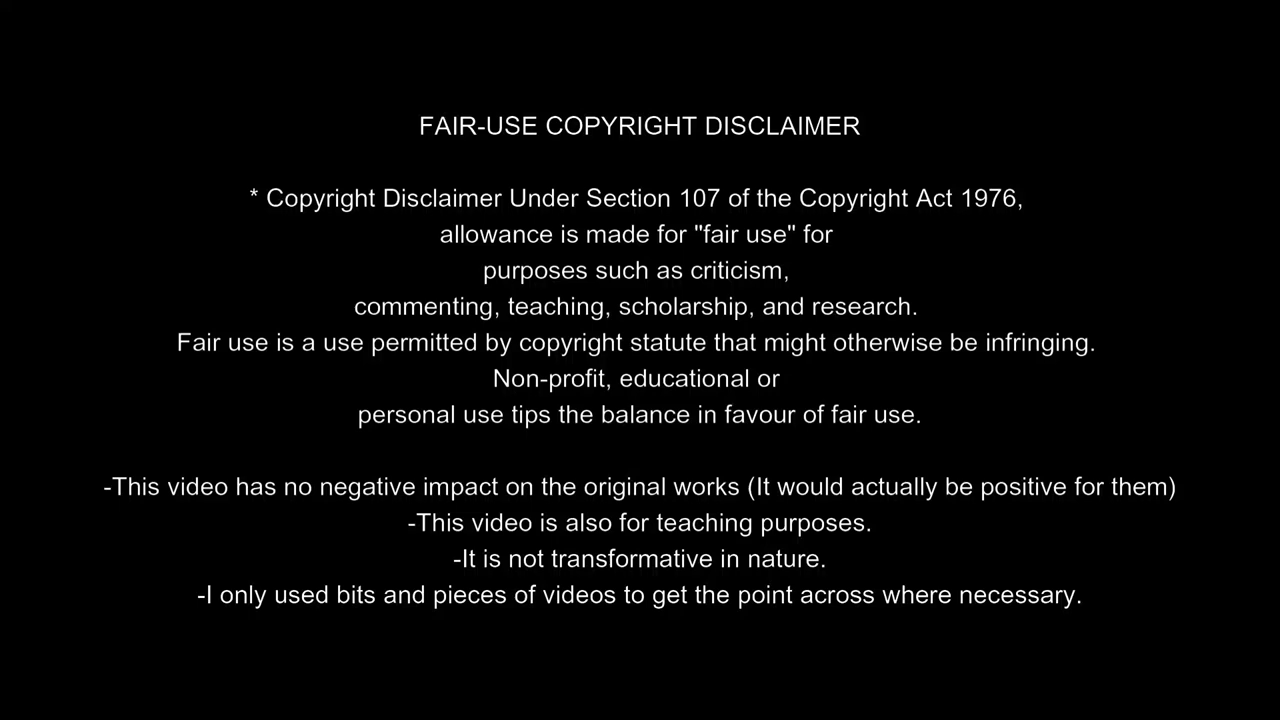 FAIR-USE COPYRIGHT DISCLAIMER
* Copyright Disclaimer Under Section 107 of the Copyright Act 1976,
allowance is made for "fair use" for
purposes such as criticism,
commenting, teaching, scholarship, and research.
Fair use is a use permitted by copyright statute that might otherwise be infringing.
Non-profit, educational or
personal use tips the balance in favour of fair use.
-This video has no negative impact on the original works (It would actually be positive for them)
-This video is also for teaching purposes.
-It is not transformative in nature.
-I only used bits and pieces of videos to get the point across where necessary.